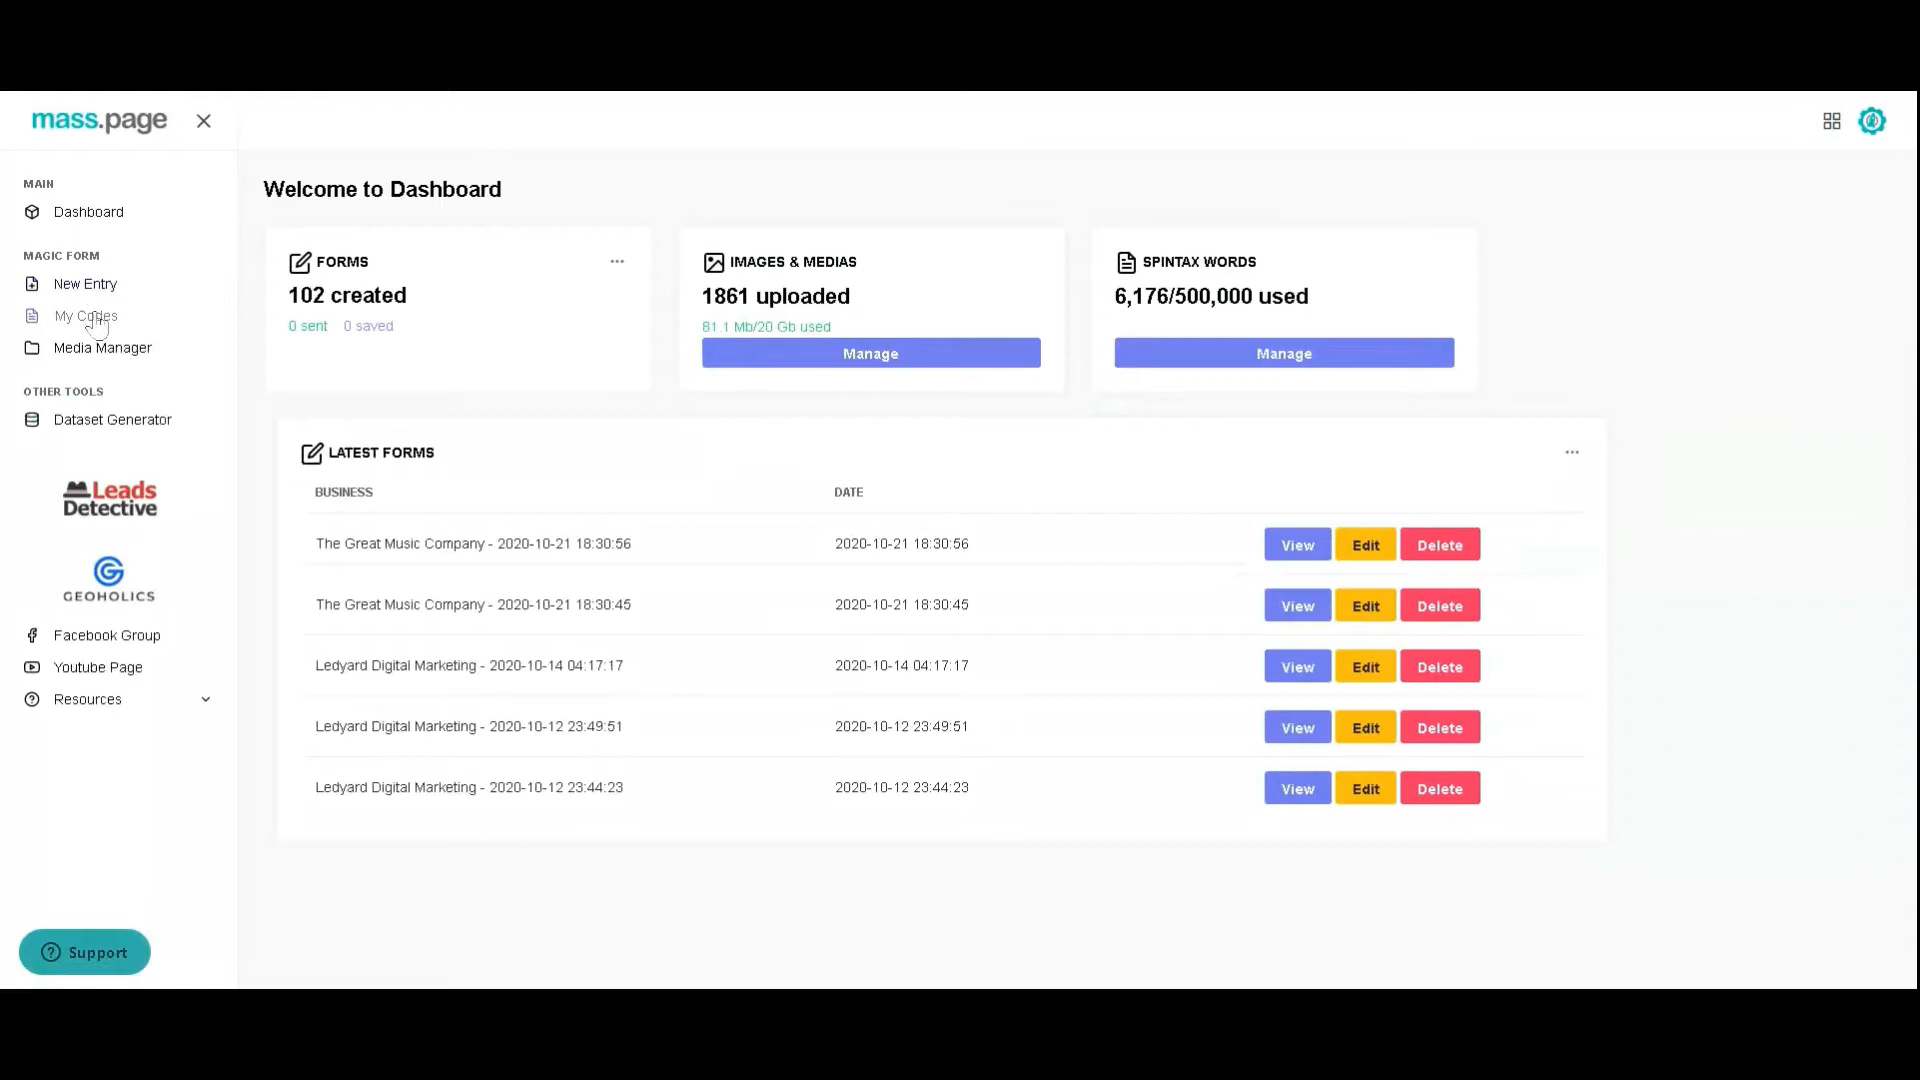 mass.page
MAIN
Dashboard
MAGIC FORM
New Entry
My Codes
Media Manager
OTHER TOOLS
Dataset Generator
Leads
Detective
GEOHOLICS
Facebook Group
Youtube Page
Resources
Support
Welcome to Dashboard
FORMS
102 created
0 sent 0 saved
IMAGES & MEDIAS
1861 uploaded
81.1 Mb/20 Gb used
Manage
SPINTAX WORDS
6,176/500,000 used
Manage
LATEST FORMS
BUSINESS DATE
The Great Music Company - 2020-10-21 18:30:56 2020-10-21 18:30:56 View Edit Delete
The Great Music Company - 2020-10-21 18:30:45 2020-10-21 18:30:45 View Edit Delete
Ledyard Digital Marketing - 2020-10-14 04:17:17 2020-10-14 04:17:17 View Edit Delete
Ledyard Digital Marketing - 2020-10-12 23:49:51 2020-10-12 23:49:51 View Edit Delete
Ledyard Digital Marketing - 2020-10-12 23:44:23 2020-10-12 23:44:23 View Edit Delete